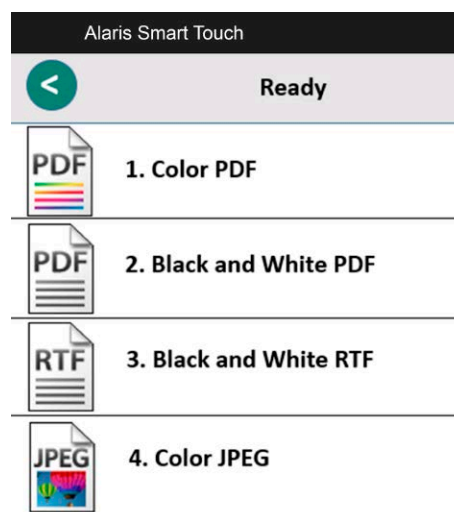 Alaris Smart Touch
<
Ready
PDF
1. Color PDF
PDF
2. Black and White PDF
RTF
3. Black and White RTF
JPEG
4. Color JPEG